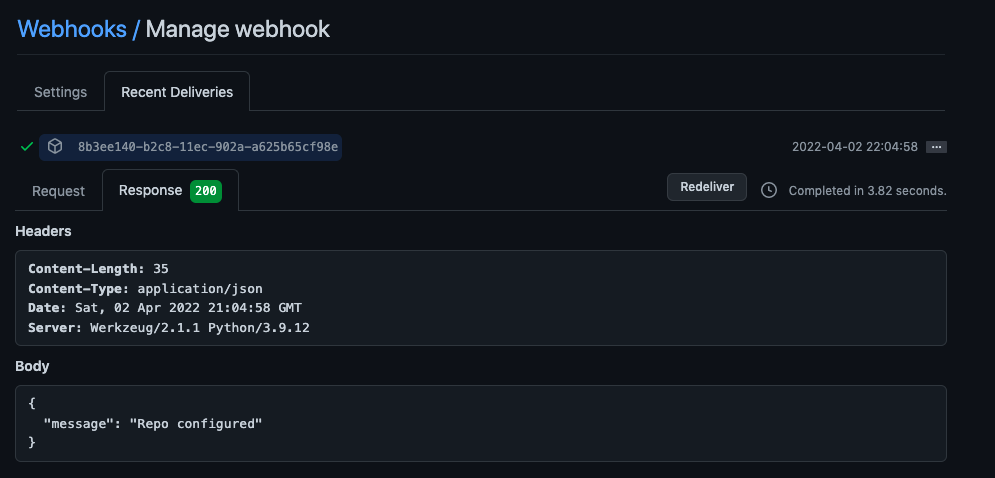 Webhooks / Manage webhook
Settings
Recent Deliveries
8b3ee140-b2c8-11ec-902a-a625b65cf98e
2022-04-02 22:04:58
Request
Response 200
Redeliver
Completed in 3.82 seconds.
Headers
Content-Length: 35
Content-Type: application/json
Date: Sat, 02 Apr 2022 21:04:58 GMT
Server: Werkzeug/2.1.1 Python/3.9.12
Body
{
  "message": "Repo configured"
}